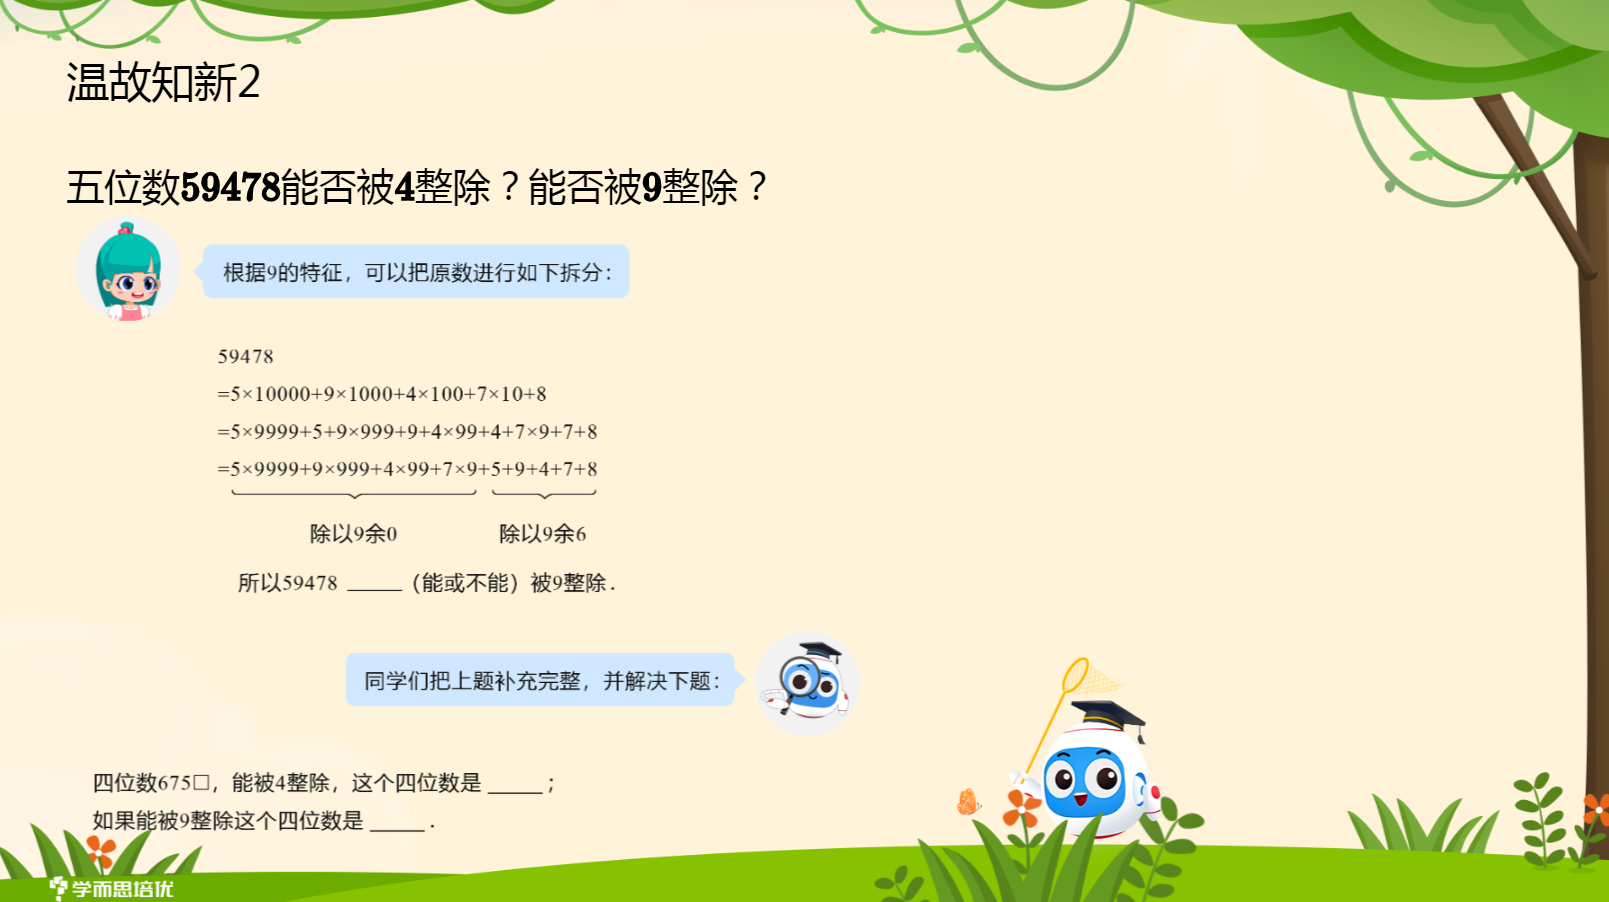 温故知新2
五位数59478能否被4整除？能否被9整除？
根据9的特征，可以把原数进行如下拆分：
59478
=5×10000+9×1000+4×100+7×10+8
=5×9999+5+9×999+9+4×99+4+7×9+7+8
=5×9999+9×999+4×99+7×9+5+9+4+7+8
除以9余0 除以9余6
所以59478 _____（能或不能）被9整除．
同学们把上题补充完整，并解决下题：
四位数675□，能被4整除，这个四位数是 _____；
如果能被9整除这个四位数是 _____．
学而思培优